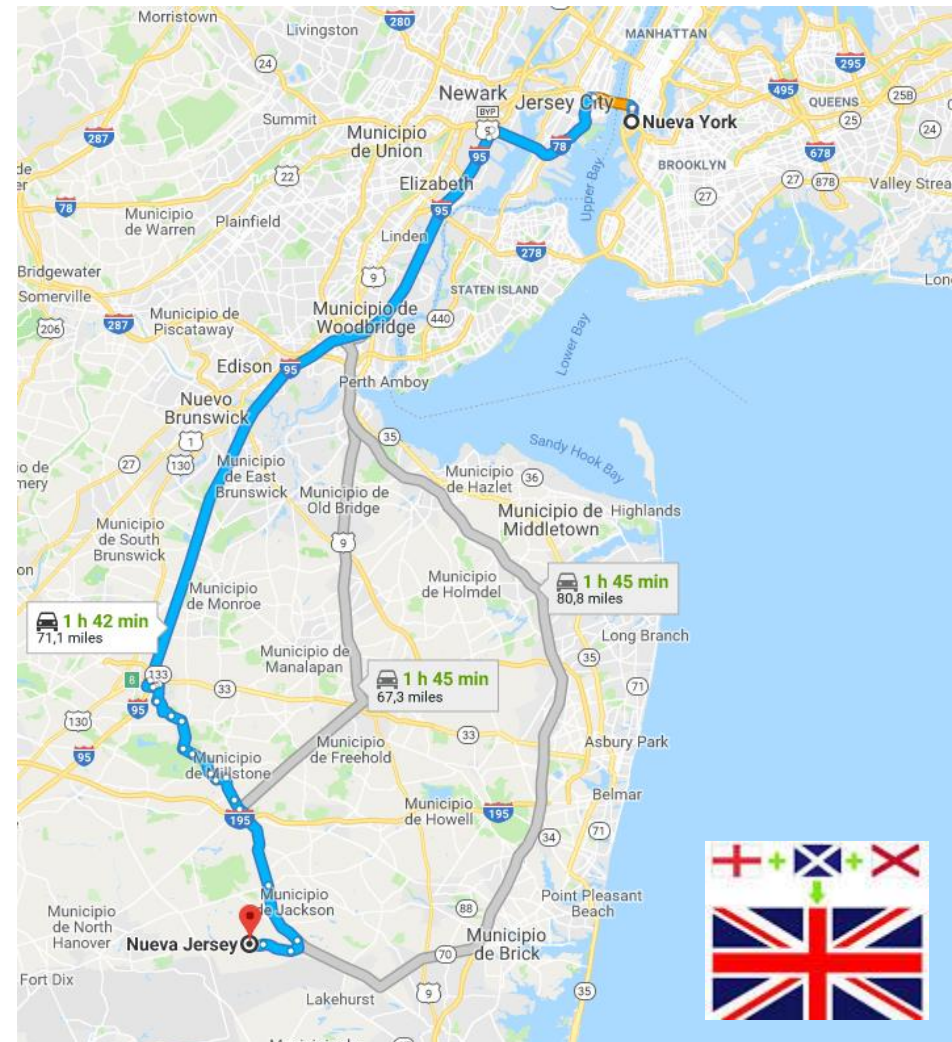 Morristown
Livingston
280
MANHATTAN
24
295
Newark
Jersey City
495
25B
BYP
QUEENS
Summit
Nueva York
25
24
287
Municipio
de Union
95
78
678
22
BROOKLYN
Elizabeth
27
27
878
Valley Strea
Upper Bay
78
Municipio
de Warren
Plainfield
95
Linden
278
Bridgewater
9
Somerville
STATEN ISLAND
206
287
Municipio de
Piscataway
Municipio de
Woodbridge
440
Lower Bay
Edison
95
Perth Amboy
Nuevo
Brunswick
1
35
Sandy Hook Bay
27
130
Municipio
de East
Brunswick
Municipio de
Old Bridge
Municipio
de Hazlet
36
Municipio de
Middletown
Highlands
Municipio
de South
Brunswick
9
Municipio
de Monroe
Municipio
de Holmdel
1 h 45 min
80,8 miles
1 h 42 min
71,1 miles
Long Branch
Municipio de
Manalapan
35
133
8
33
1 h 45 min
67,3 miles
71
95
130
33
95
Municipio
de Freehold
Asbury Park
Municipio
de Millstone
Belmar
195
Municipio
de Howell
195
71
34
Municipio
de Jackson
Point Pleasant
Beach
88
Municipio
de North
Hanover
Nueva Jersey
Municipio
de Brick
70
Fort Dix
Lakehurst
9
35